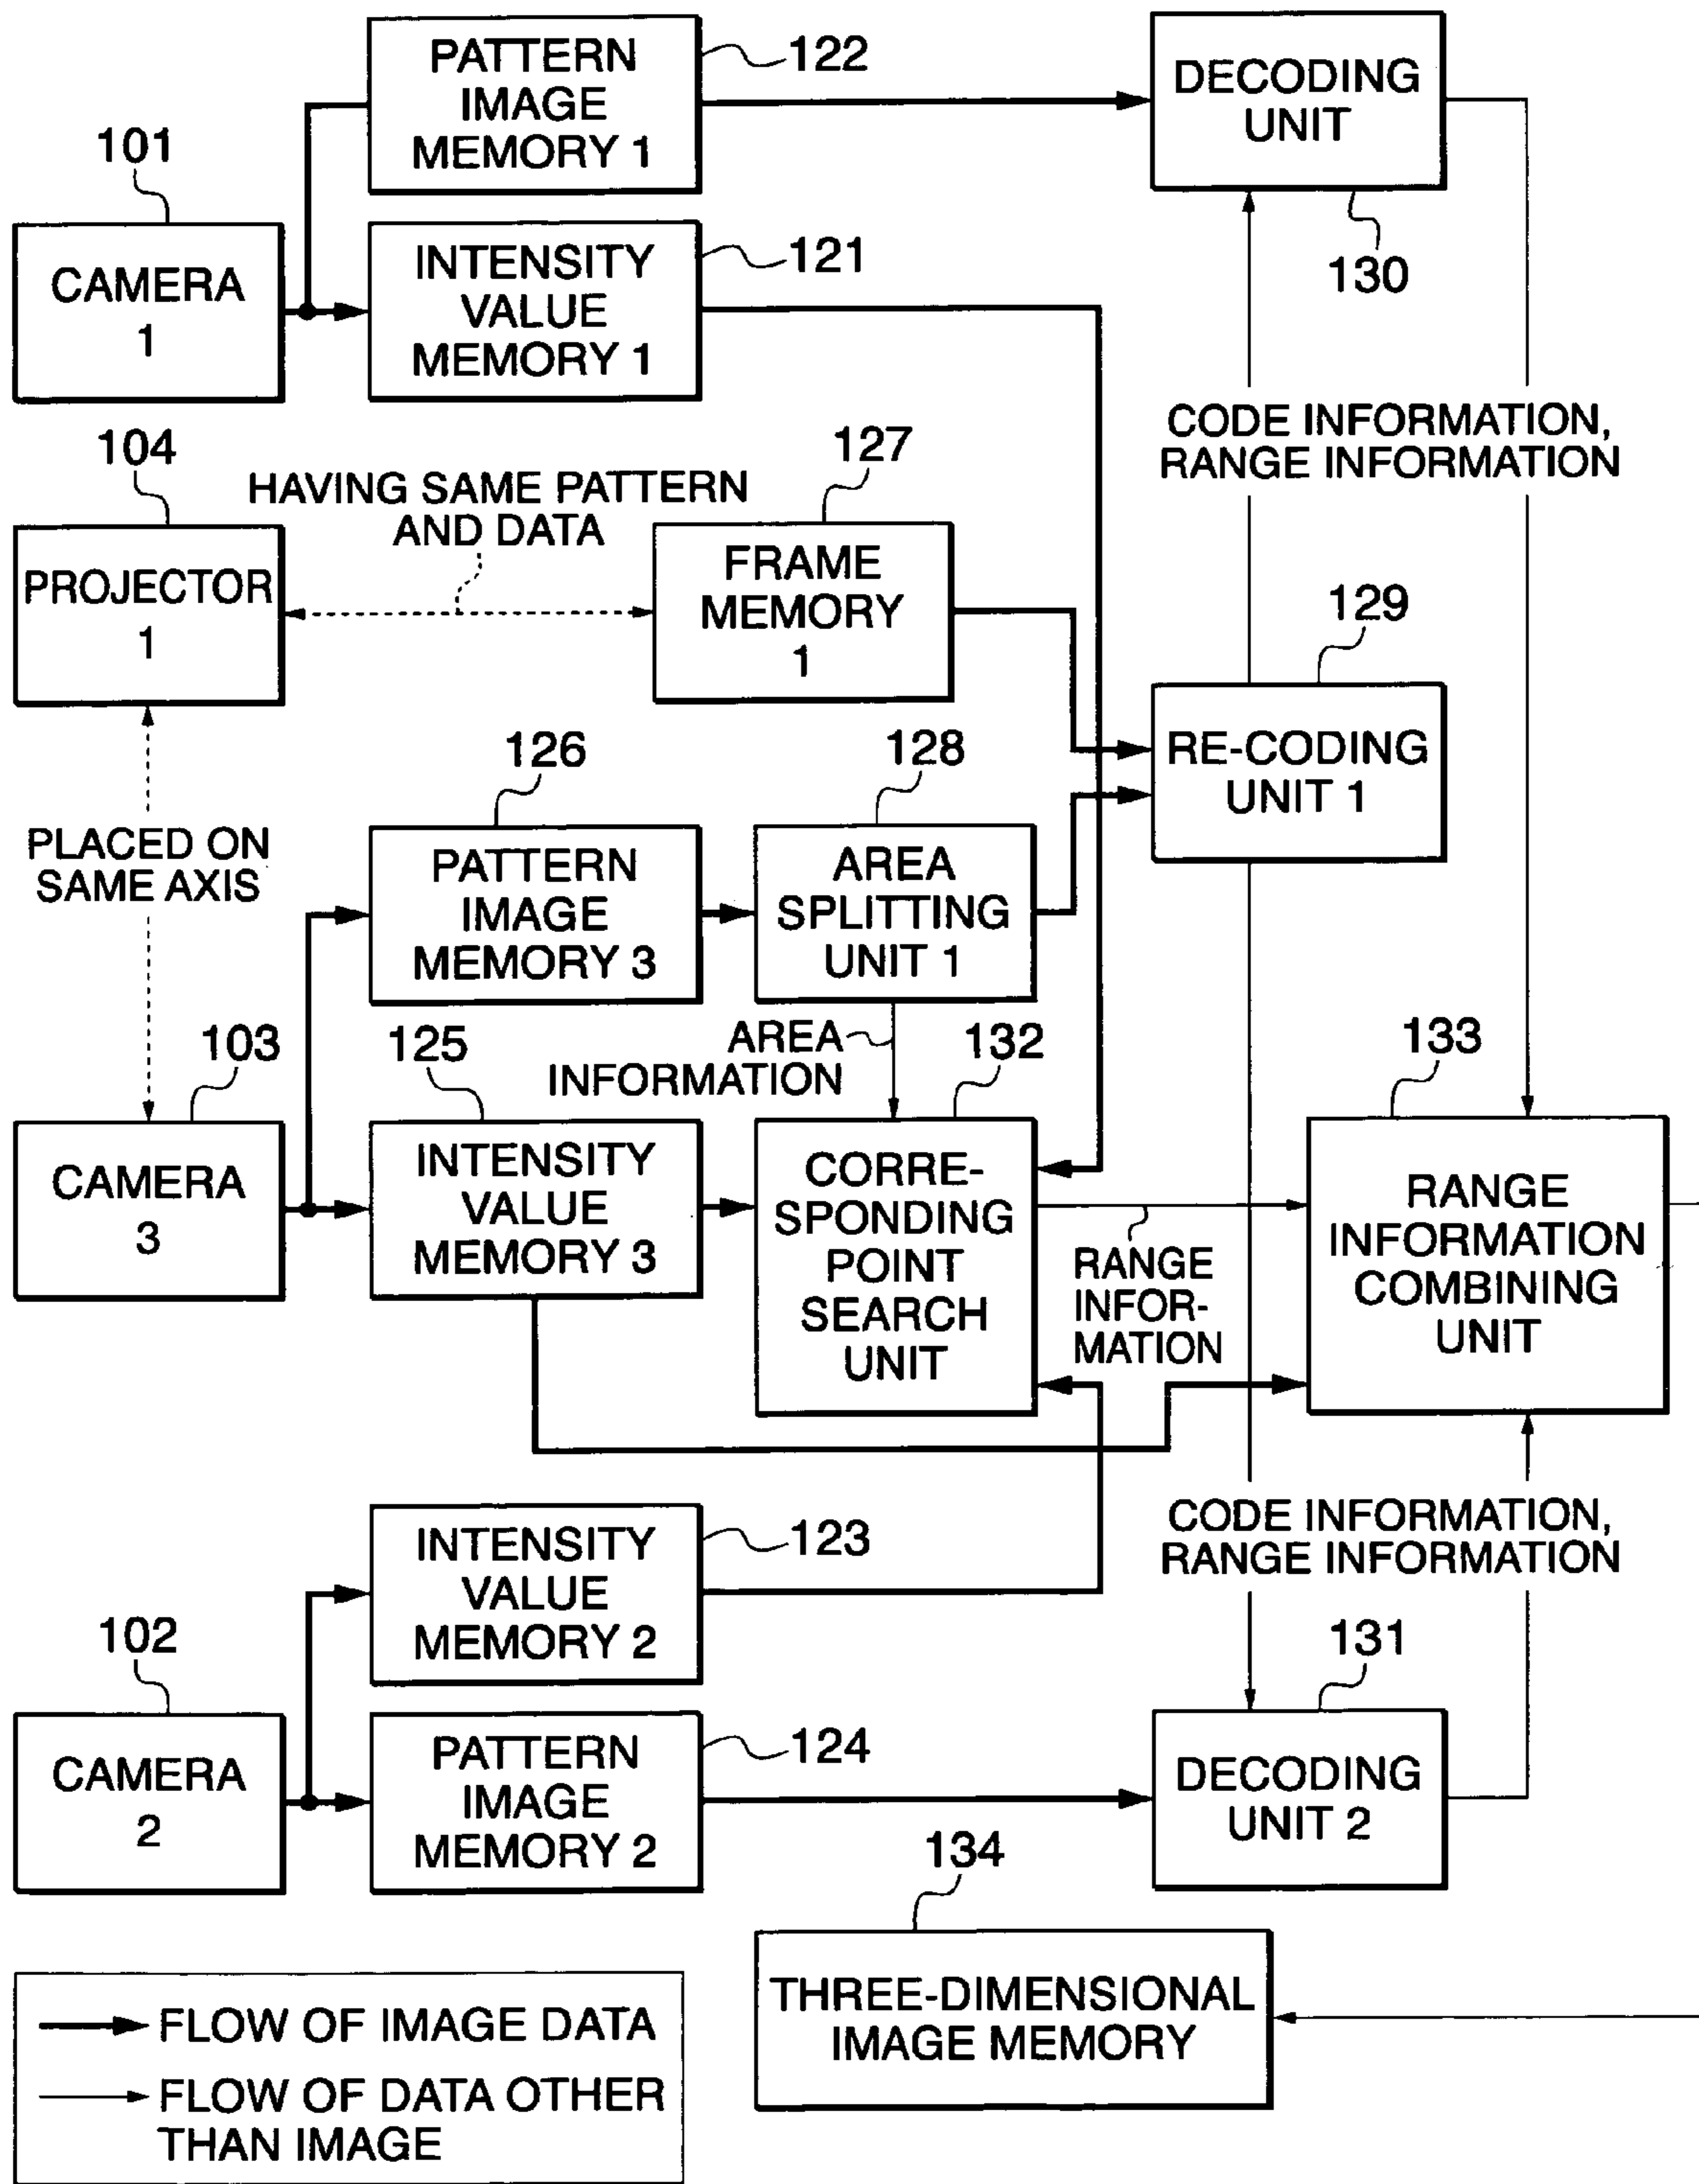 PATTERN
IMAGE
MEMORY 1
122
DECODING
UNIT
130
101
CAMERA
1
INTENSITY
VALUE
MEMORY 1
121
CODE INFORMATION,
RANGE INFORMATION
104
PROJECTOR
1
HAVING SAME PATTERN
AND DATA
127
FRAME
MEMORY
1
129
RE-CODING
UNIT 1
PLACED ON
SAME AXIS
126
PATTERN
IMAGE
MEMORY 3
128
AREA
SPLITTING
UNIT 1
AREA
INFORMATION
103
CAMERA
3
125
INTENSITY
VALUE
MEMORY 3
132
CORRE-
SPONDING
POINT
SEARCH
UNIT
RANGE
INFOR-
MATION
133
RANGE
INFORMATION
COMBINING
UNIT
INTENSITY
VALUE
MEMORY 2
123
CODE INFORMATION,
RANGE INFORMATION
102
CAMERA
2
PATTERN
IMAGE
MEMORY 2
124
131
DECODING
UNIT 2
134
THREE-DIMENSIONAL
IMAGE MEMORY
FLOW OF IMAGE DATA
FLOW OF DATA OTHER
THAN IMAGE